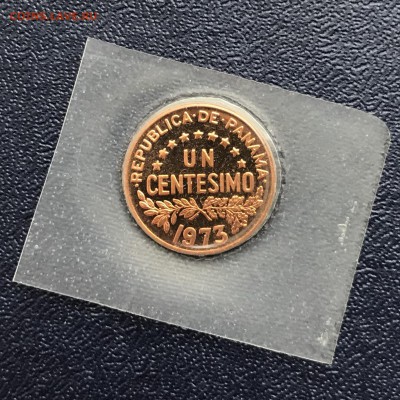 ·REPUBLICA·DE·PANAMA·
UN
CENTESIMO
1973